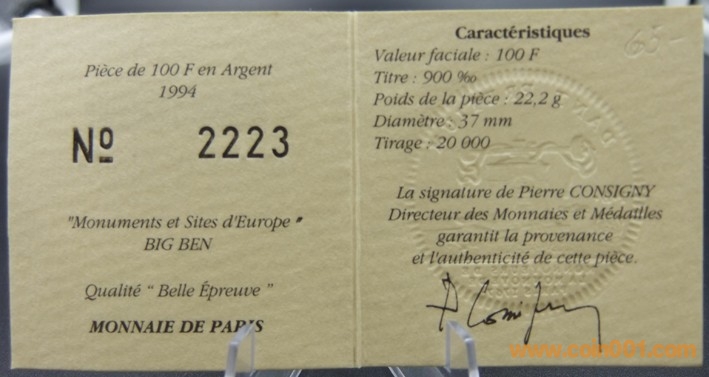 Pièce de 100 F en Argent
1994
Nº 2223
"Monuments et Sites d'Europe"
BIG BEN
Qualité “ Belle Épreuve ”
MONNAIE DE PARIS
Caractéristiques
65.-
Valeur faciale : 100 F
Titre : 900 ‰
Poids de la pièce : 22,2 g
Diamètre : 37 mm
Tirage : 20 000
La signature de Pierre CONSIGNY
Directeur des Monnaies et Médailles
garantit la provenance
et l'authenticité de cette pièce.
www.coin001.com